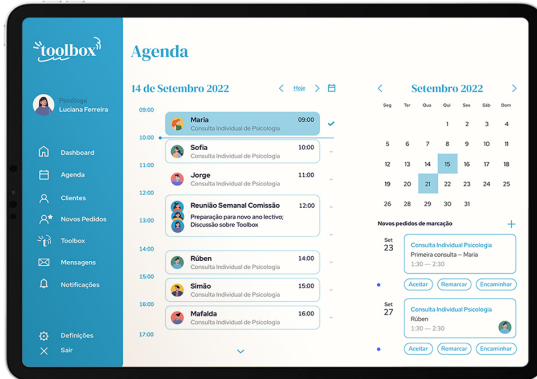 toolbox
Psicóloga
Luciana Ferreira
Dashboard
Agenda
Clientes
Novos Pedidos
Toolbox
Mensagens
Notificações
Definições
Sair
Agenda
14 de Setembro 2022
Hoje
09:00
Maria 09:00
Consulta Individual de Psicologia
10:00
Sofia 10:00
Consulta Individual de Psicologia
11:00
Jorge 11:00
Consulta Individual de Psicologia
12:00
Reunião Semanal Comissão 12:00
Preparação para novo ano lectivo;
Discussão sobre Toolbox
13:00
14:00
Rúben 14:00
Consulta Individual de Psicologia
15:00
Simão 15:00
Consulta Individual de Psicologia
16:00
Mafalda 16:00
Consulta Individual de Psicologia
17:00
Setembro 2022
Seg Ter Qua Qui Sex Sáb Dom
1 2 3 4
5 6 7 8 9 10 11
12 13 14 15 16 17 18
19 20 21 22 23 24 25
26 28 29 30 31
Novos pedidos de marcação
Set
23
Consulta Individual Psicologia
Primeira consulta – Maria
1:30 — 2:30
Aceitar Remarcar Encaminhar
Set
27
Consulta Individual Psicologia
Rúben
1:30 — 2:30
Aceitar Remarcar Encaminhar